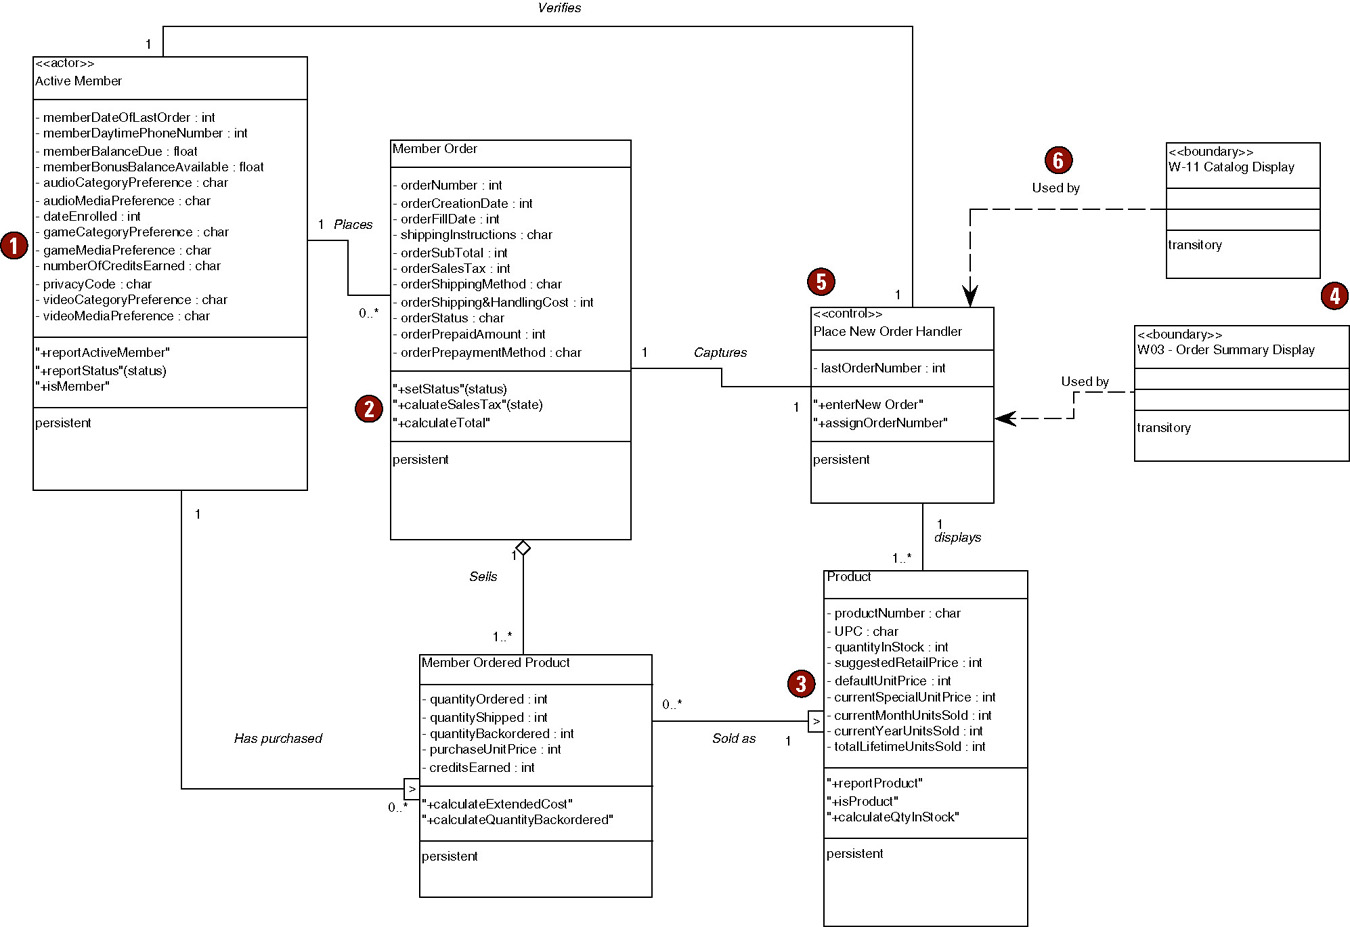 Verifies
1
<<actor>>
Active Member
- memberDateOfLastOrder : int
- memberDaytimePhoneNumber : int
- memberBalanceDue : float
- memberBonusBalanceAvailable : float
- audioCategoryPreference : char
- audioMediaPreference : char
- dateEnrolled : int
- gameCategoryPreference : char
- gameMediaPreference : char
- numberOfCreditsEarned : char
- privacyCode : char
- videoCategoryPreference : char
- videoMediaPreference : char
"+reportActiveMember"
"+reportStatus"(status)
"+isMember"
persistent
1
1 Places
0..*
Member Order
- orderNumber : int
- orderCreationDate : int
- orderFillDate : int
- shippingInstructions : char
- orderSubTotal : int
- orderSalesTax : int
- orderShippingMethod : char
- orderShipping&HandlingCost : int
- orderStatus : char
- orderPrepaidAmount : int
- orderPrepaymentMethod : char
"+setStatus"(status)
"+caluateSalesTax"(state)
"+calculateTotal"
persistent
2
1 Captures
1
5
1
<<control>>
Place New Order Handler
- lastOrderNumber : int
"+enterNew Order"
"+assignOrderNumber"
persistent
6
Used by
<<boundary>>
W-11 Catalog Display
transitory
4
Used by
<<boundary>>
W03 - Order Summary Display
transitory
1
Has purchased
0..*
>
1
Sells
1..*
Member Ordered Product
- quantityOrdered : int
- quantityShipped : int
- quantityBackordered : int
- purchaseUnitPrice : int
- creditsEarned : int
"+calculateExtendedCost"
"+calculateQuantityBackordered"
persistent
0..*
Sold as
1
>
1
displays
1..*
3
Product
- productNumber : char
- UPC : char
- quantityInStock : int
- suggestedRetailPrice : int
- defaultUnitPrice : int
- currentSpecialUnitPrice : int
- currentMonthUnitsSold : int
- currentYearUnitsSold : int
- totalLifetimeUnitsSold : int
"+reportProduct"
"+isProduct"
"+calculateQtyInStock"
persistent